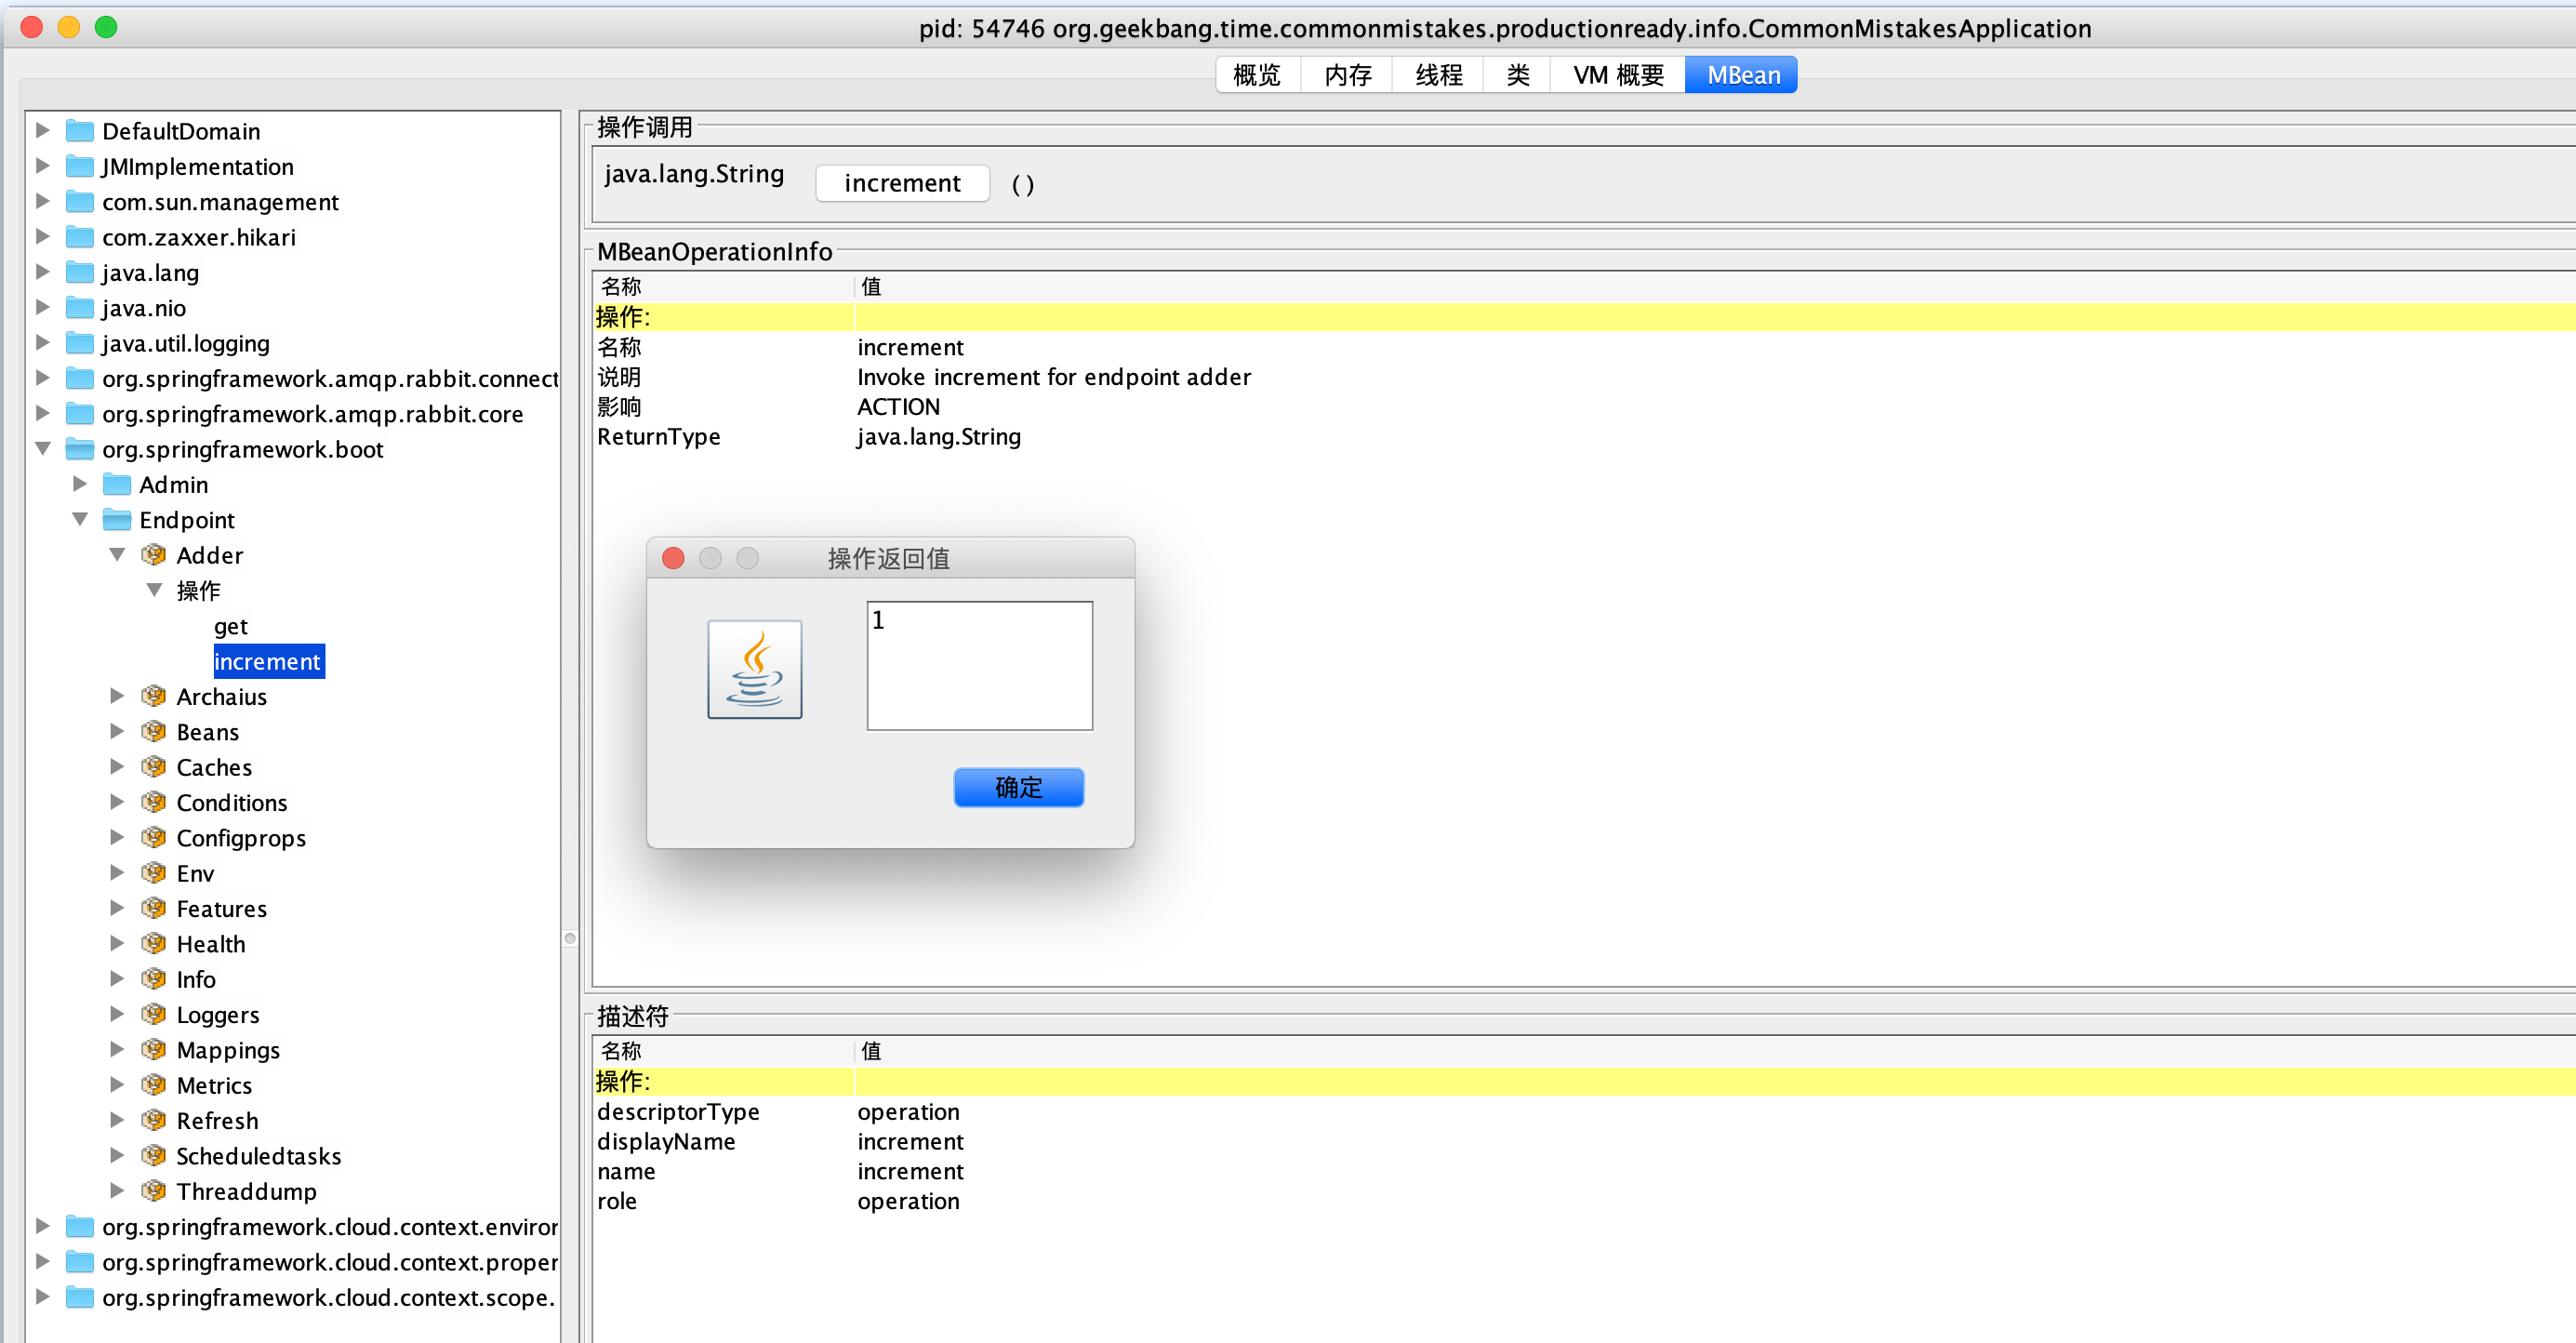 pid: 54746 org.geekbang.time.commonmistakes.productionready.info.CommonMistakesApplication
概览 内存 线程 类 VM 概要 MBean
DefaultDomain
JMImplementation
com.sun.management
com.zaxxer.hikari
java.lang
java.nio
java.util.logging
org.springframework.amqp.rabbit.connect
org.springframework.amqp.rabbit.core
org.springframework.boot
Admin
Endpoint
Adder
操作
get
increment
Archaius
Beans
Caches
Conditions
Configprops
Env
Features
Health
Info
Loggers
Mappings
Metrics
Refresh
Scheduledtasks
Threaddump
org.springframework.cloud.context.enviror
org.springframework.cloud.context.proper
org.springframework.cloud.context.scope.
操作调用
java.lang.String increment ( )
MBeanOperationInfo
名称 值
操作:
名称 increment
说明 Invoke increment for endpoint adder
影响 ACTION
ReturnType java.lang.String
操作返回值
1
确定
描述符
名称 值
操作:
descriptorType operation
displayName increment
name increment
role operation